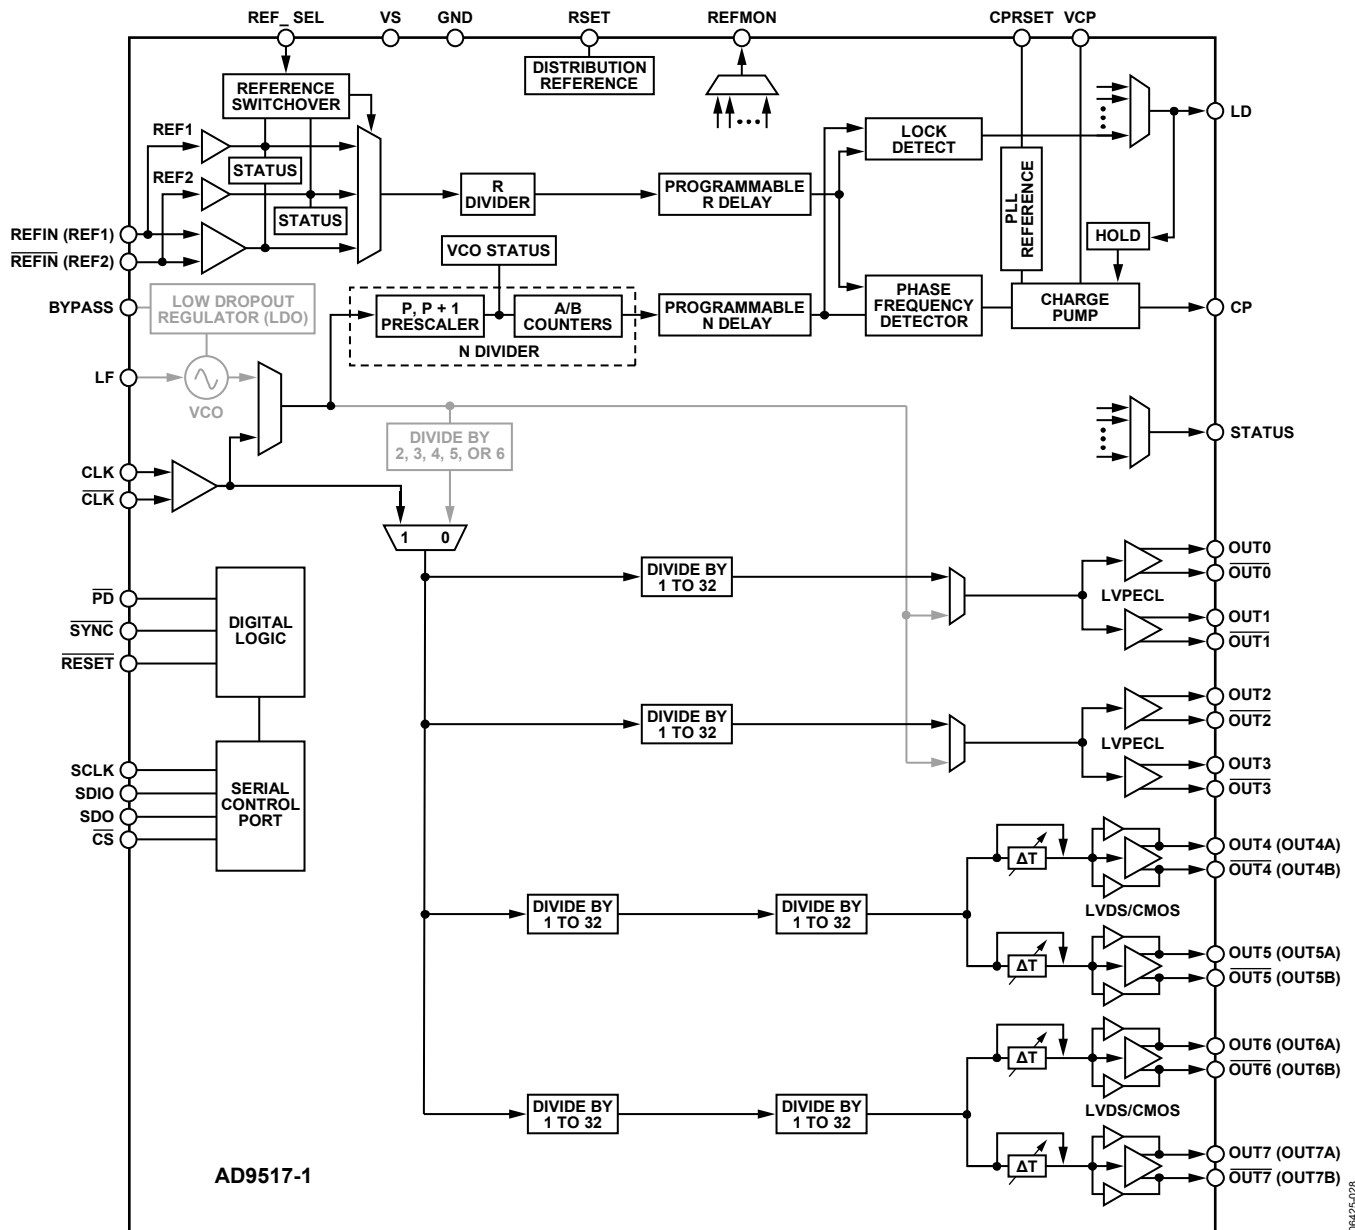 REF_SEL VS GND RSET REFMON CPRSET VCP
DISTRIBUTION
REFERENCE
REFERENCE
SWITCHOVER
REF1
STATUS
REF2
STATUS
REFIN (REF1)
REFIN (REF2)
R
DIVIDER
PROGRAMMABLE
R DELAY
LOCK
DETECT
LD
PLL
REFERENCE
HOLD
VCO STATUS
BYPASS
LOW DROPOUT
REGULATOR (LDO)
P, P + 1
PRESCALER
A/B
COUNTERS
N DIVIDER
PROGRAMMABLE
N DELAY
PHASE
FREQUENCY
DETECTOR
CHARGE
PUMP
CP
LF
VCO
STATUS
DIVIDE BY
2, 3, 4, 5, OR 6
CLK
CLK
1 0
DIVIDE BY
1 TO 32
LVPECL
OUT0
OUT0
OUT1
OUT1
PD
SYNC
RESET
DIGITAL
LOGIC
DIVIDE BY
1 TO 32
LVPECL
OUT2
OUT2
OUT3
OUT3
SCLK
SDIO
SDO
CS
SERIAL
CONTROL
PORT
DIVIDE BY
1 TO 32
DIVIDE BY
1 TO 32
ΔT
ΔT
LVDS/CMOS
OUT4 (OUT4A)
OUT4 (OUT4B)
OUT5 (OUT5A)
OUT5 (OUT5B)
DIVIDE BY
1 TO 32
DIVIDE BY
1 TO 32
ΔT
ΔT
LVDS/CMOS
OUT6 (OUT6A)
OUT6 (OUT6B)
OUT7 (OUT7A)
OUT7 (OUT7B)
AD9517-1
06425-028